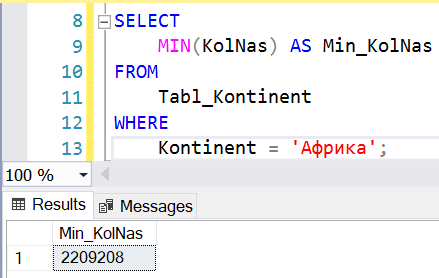 8 SELECT
9 MIN(KolNas) AS Min_KolNas
10 FROM
11 Tabl_Kontinent
12 WHERE
13 Kontinent = 'Африка';
100 %
Results Messages
Min_KolNas
1 2209208